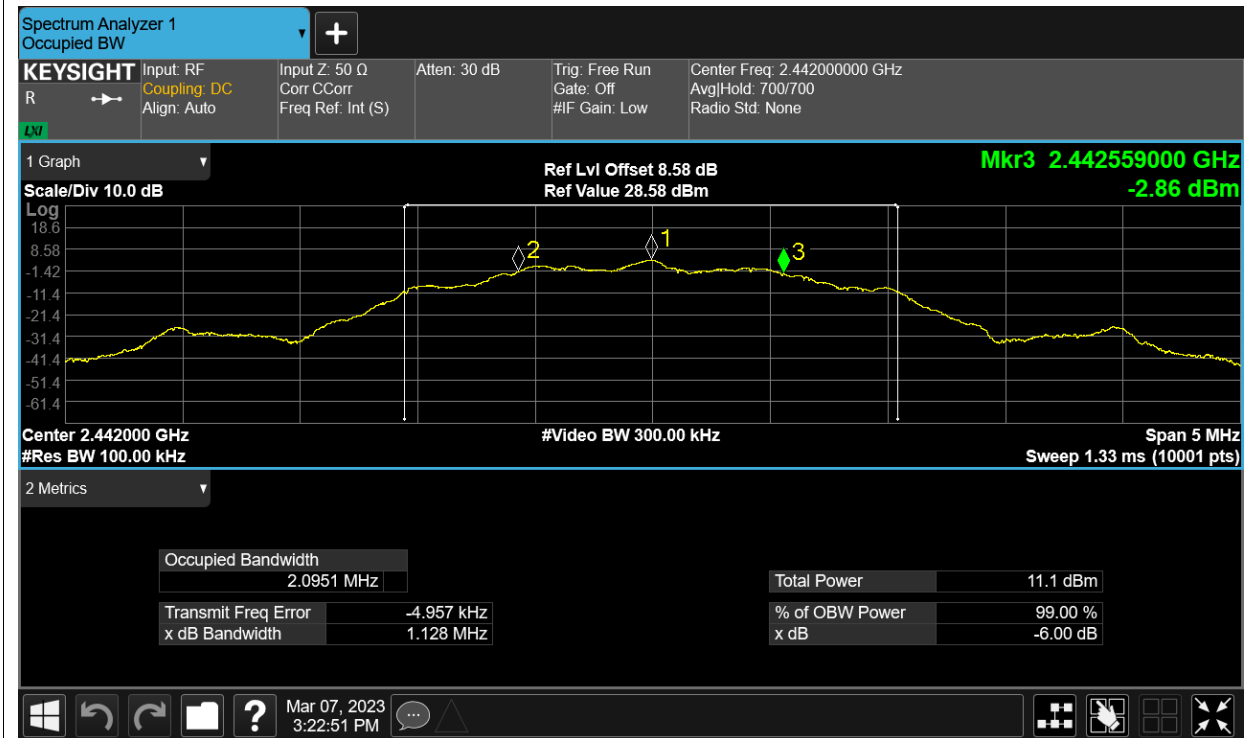 Spectrum Analyzer 1
Occupied BW
KEYSIGHT
R
LXI
Input: RF
Coupling: DC
Align: Auto
Input Z: 50 Ω
Corr CCorr
Freq Ref: Int (S)
Atten: 30 dB
Trig: Free Run
Gate: Off
#IF Gain: Low
Center Freq: 2.442000000 GHz
Avg|Hold: 700/700
Radio Std: None
1 Graph
Scale/Div 10.0 dB
Ref Lvl Offset 8.58 dB
Ref Value 28.58 dBm
Mkr3 2.442559000 GHz
-2.86 dBm
Log
18.6
8.58
-1.42
-11.4
-21.4
-31.4
-41.4
-51.4
-61.4
2
1
3
Center 2.442000 GHz
#Res BW 100.00 kHz
#Video BW 300.00 kHz
Span 5 MHz
Sweep 1.33 ms (10001 pts)
2 Metrics
Occupied Bandwidth
2.0951 MHz
Transmit Freq Error -4.957 kHz
x dB Bandwidth 1.128 MHz
Total Power 11.1 dBm
% of OBW Power 99.00 %
x dB -6.00 dB
?
Mar 07, 2023
3:22:51 PM